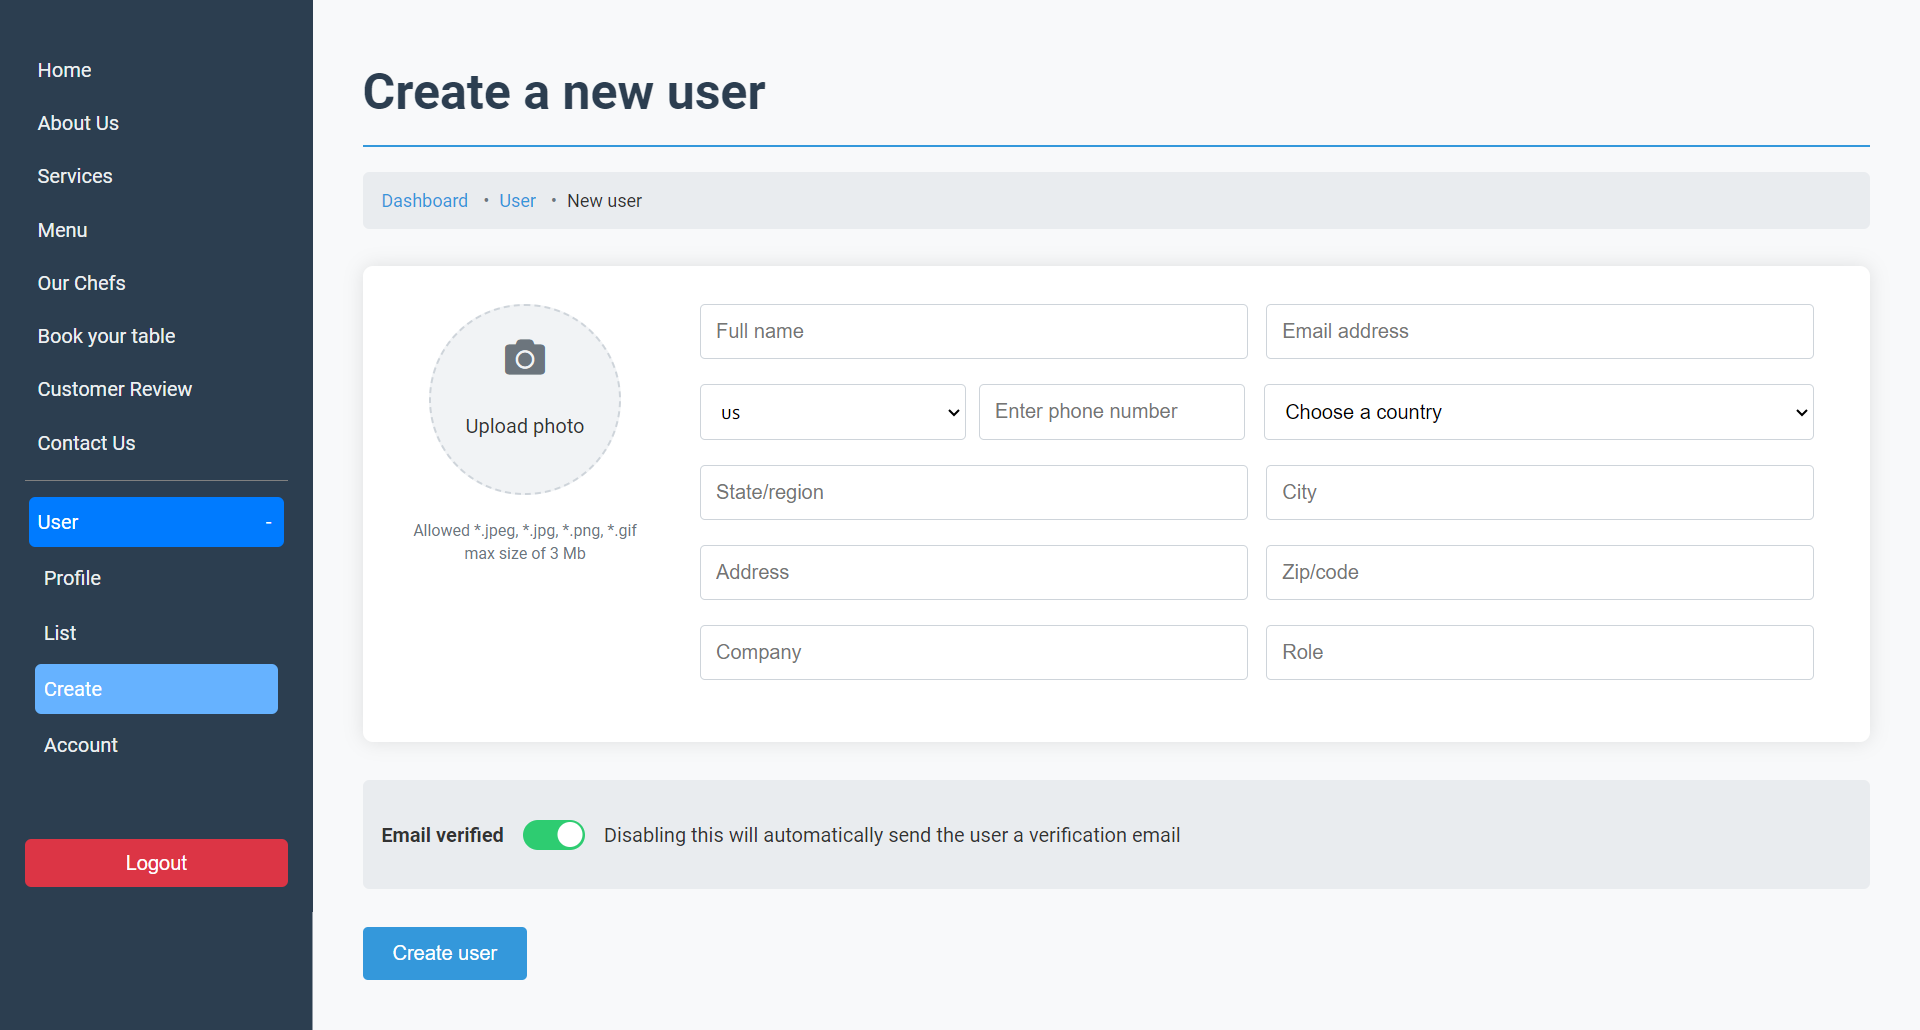 Home
About Us
Services
Menu
Our Chefs
Book your table
Customer Review
Contact Us
User -
Profile
List
Create
Account
Logout
Create a new user
Dashboard • User • New user
Upload photo
Allowed *.jpeg, *.jpg, *.png, *.gif
max size of 3 Mb
Full name
Email address
US
Enter phone number
Choose a country
State/region
City
Address
Zip/code
Company
Role
Email verified
Disabling this will automatically send the user a verification email
Create user